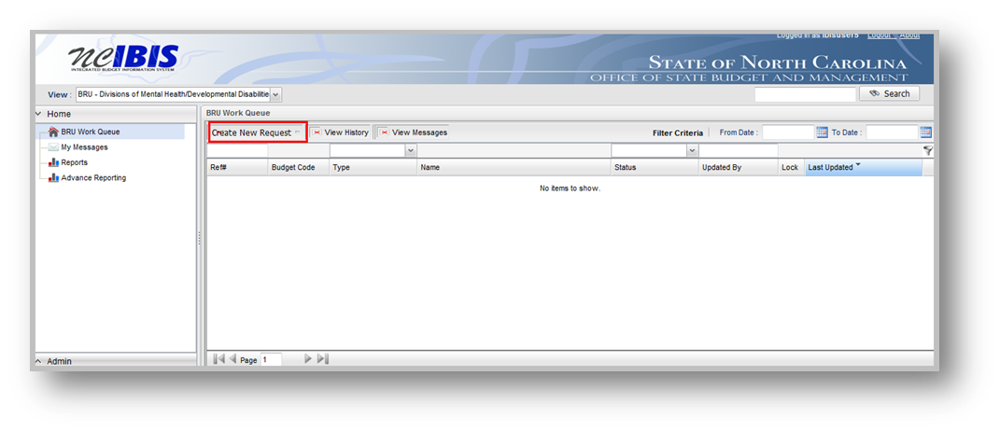 Logged in as ibisuser5 Logout About
ncIBIS
INTEGRATED BUDGET INFORMATION SYSTEM
STATE OF NORTH CAROLINA
OFFICE OF STATE BUDGET AND MANAGEMENT
View : BRU - Divisions of Mental Health/Developmental Disabilitie Search
Home
BRU Work Queue
My Messages
Reports
Advance Reporting
Admin
BRU Work Queue
Create New Request View History View Messages Filter Criteria From Date : To Date :
Ref# Budget Code Type Name Status Updated By Lock Last Updated
No items to show.
Page 1